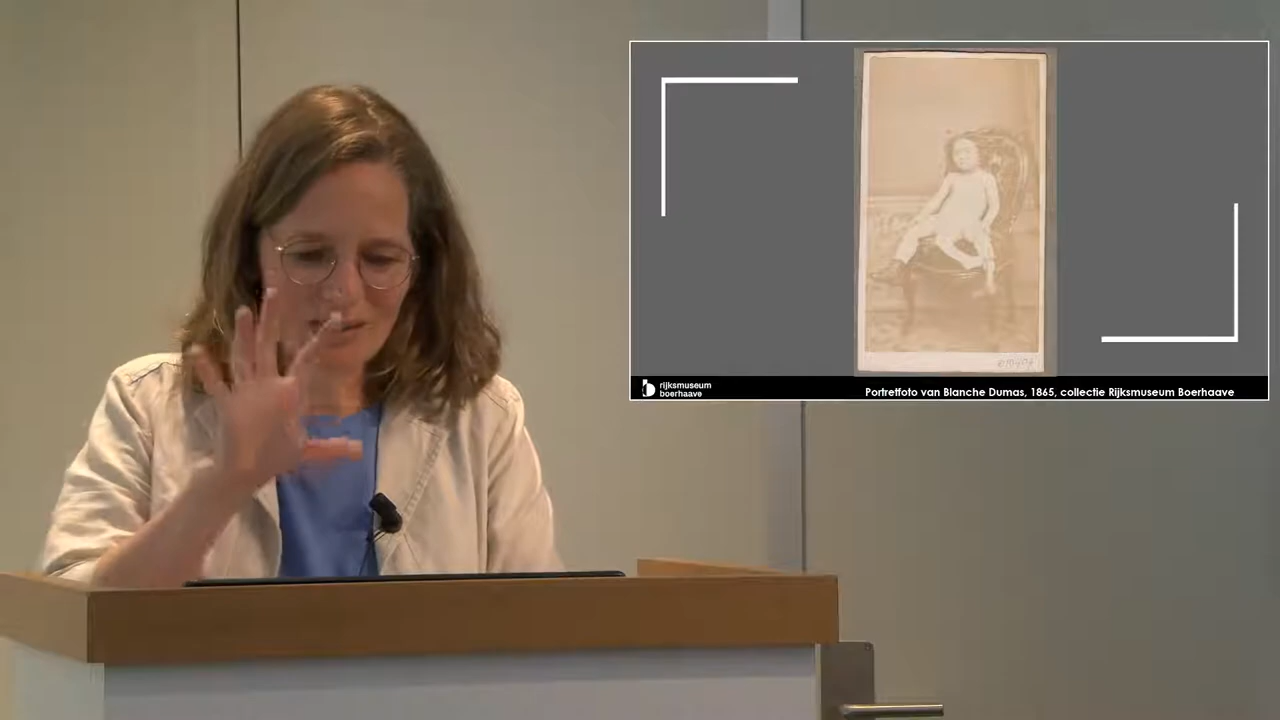 rijksmuseum
boerhaave
Portretfoto van Blanche Dumas, 1865, collectie Rijksmuseum Boerhaave